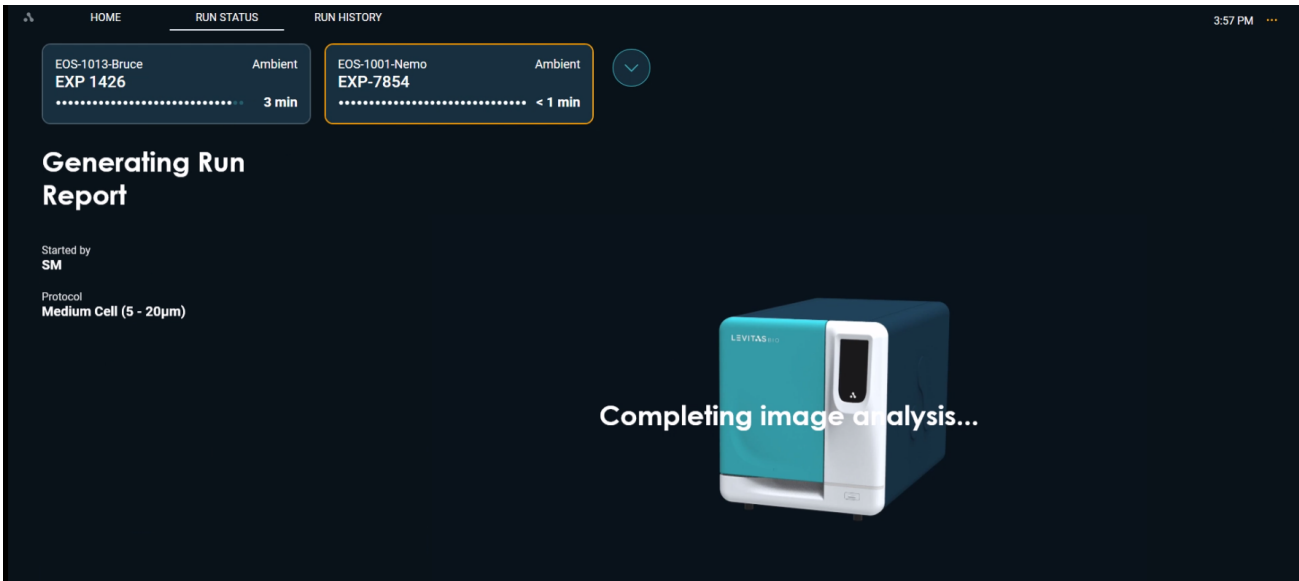 HOME
RUN STATUS
RUN HISTORY
3:57 PM
EOS-1013-Bruce
Ambient
EXP 1426
3 min
EOS-1001-Nemo
Ambient
EXP-7854
< 1 min
Generating Run
Report
Started by
SM
Protocol
Medium Cell (5 - 20µm)
LEVITAS BIO
Completing image analysis...